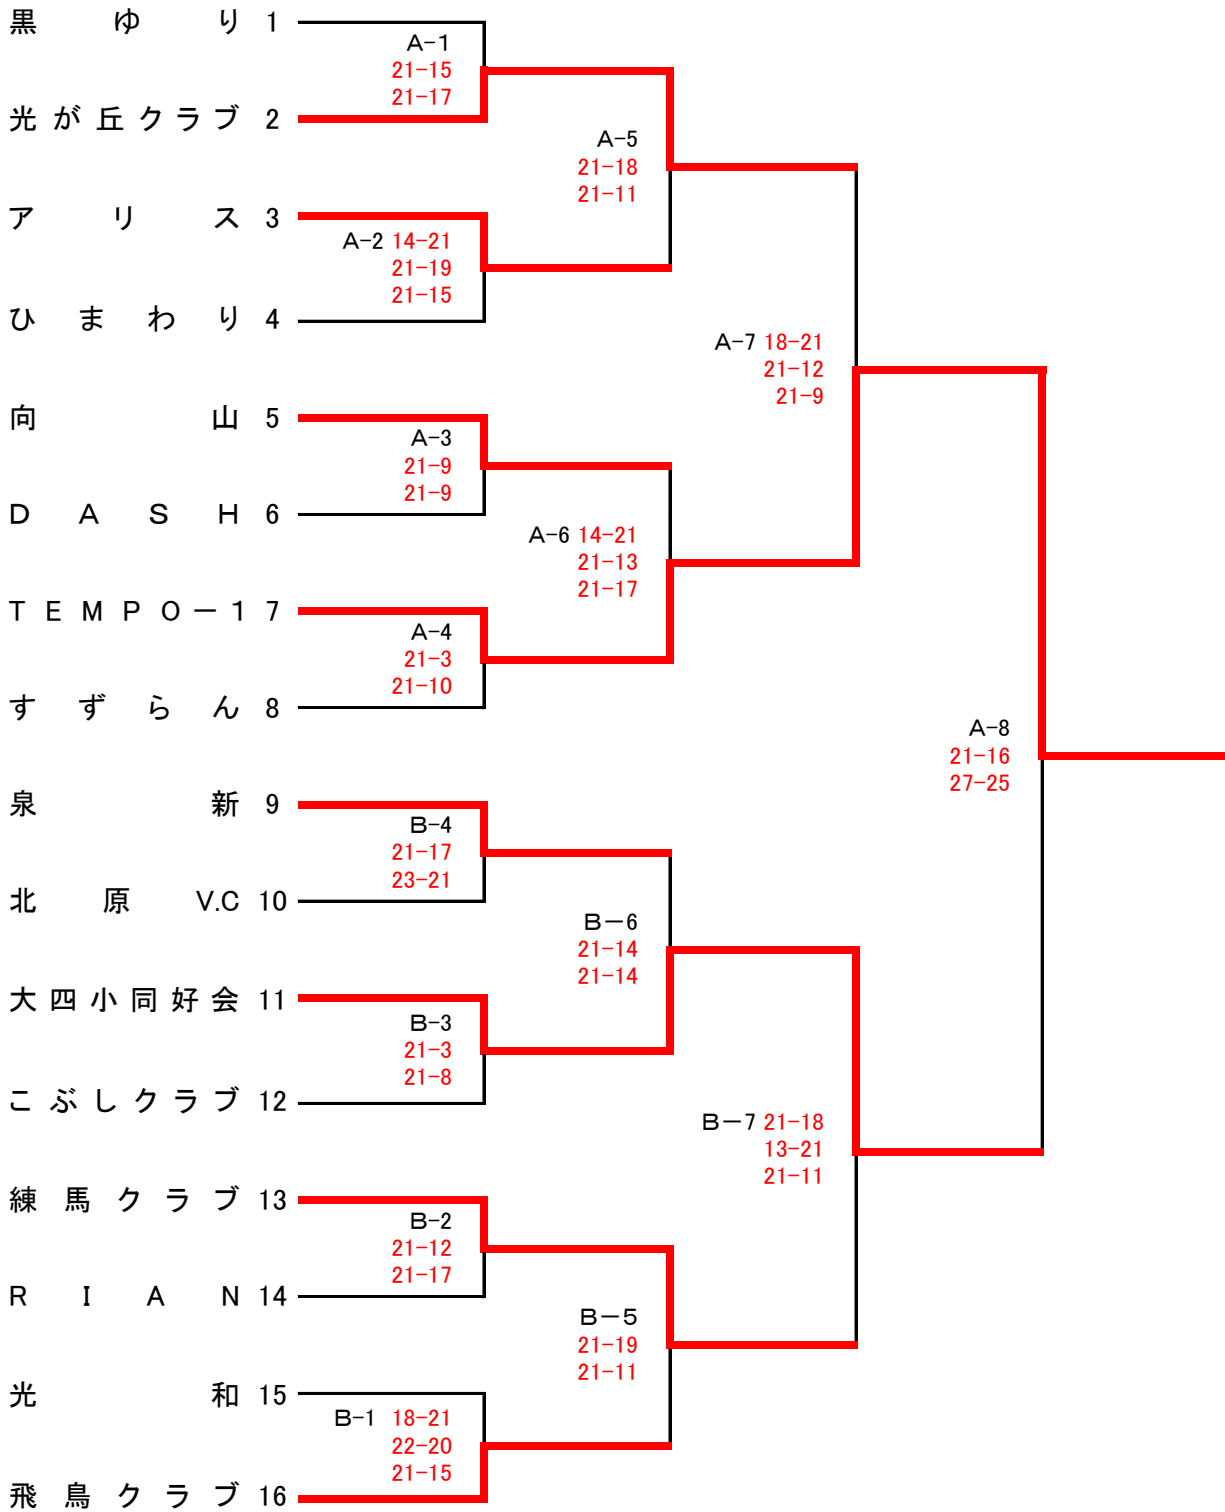 黒ゆり 1
A-1
21-15
21-17
光が丘クラブ 2
A-5
21-18
21-11
アリス 3
A-2 14-21
21-19
21-15
ひまわり 4
A-7 18-21
21-12
21-9
向山 5
A-3
21-9
21-9
DASH 6
A-6 14-21
21-13
21-17
TEMPO-1 7
A-4
21-3
21-10
すずらん 8
A-8
21-16
27-25
泉新 9
B-4
21-17
23-21
北原V.C 10
B-6
21-14
21-14
大四小同好会 11
B-3
21-3
21-8
こぶしクラブ 12
B-7 21-18
13-21
21-11
練馬クラブ 13
B-2
21-12
21-17
RIAN 14
B-5
21-19
21-11
光和 15
B-1 18-21
22-20
21-15
飛鳥クラブ 16